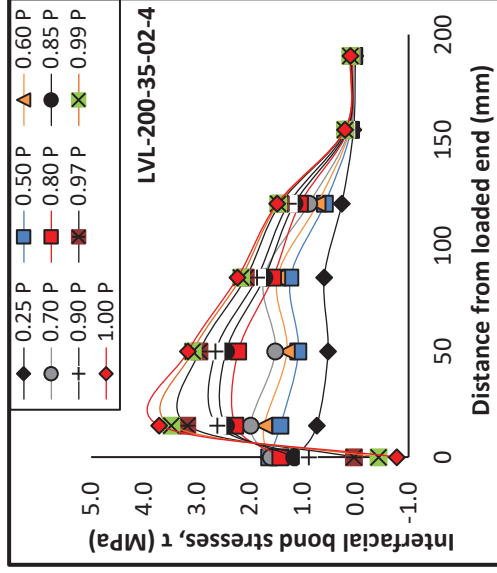 0.25 P
0.50 P
0.60 P
0.70 P
0.80 P
0.85 P
0.90 P
0.97 P
0.99 P
1.00 P
LVL-200-35-02-4
Interfacial bond stresses, τ (MPa)
5.0
4.0
3.0
2.0
1.0
0.0
-1.0
0
50
100
150
200
Distance from loaded end (mm)